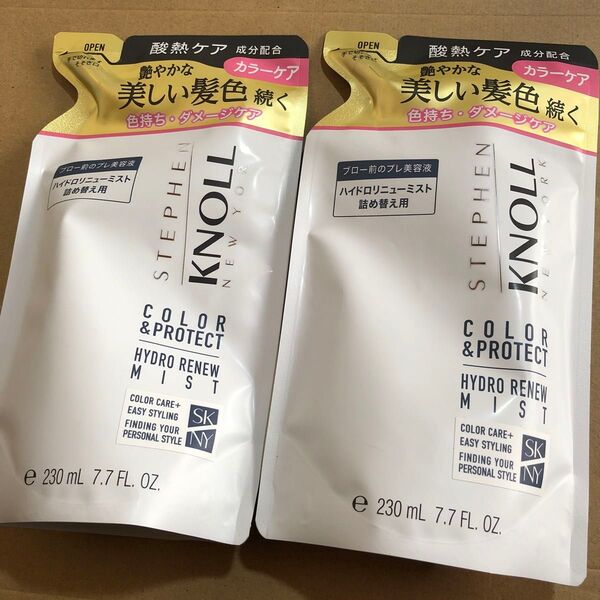 OPEN
酸熱ケア 成分配合
カラーケア
艶やかな
美しい髪色 続く
色持ち・ダメージケア
ブロー前のプレ美容液
ハイドロリニューミスト
詰め替え用
STEPHEN
KNOLL
NEW YORK
COLOR
&PROTECT
HYDRO RENEW
MIST
COLOR CARE+
EASY STYLING
FINDING YOUR
PERSONAL STYLE
SK
NY
e 230 mL 7.7 FL. OZ.
OPEN
酸熱ケア 成分配合
カラーケア
艶やかな
美しい髪色 続く
色持ち・ダメージケア
ブロー前のプレ美容液
ハイドロリニューミスト
詰め替え用
STEPHEN
KNOLL
NEW YORK
COLOR
&PROTECT
HYDRO RENEW
MIST
COLOR CARE+
EASY STYLING
FINDING YOUR
PERSONAL STYLE
SK
NY
e 230 mL 7.7 FL. OZ.